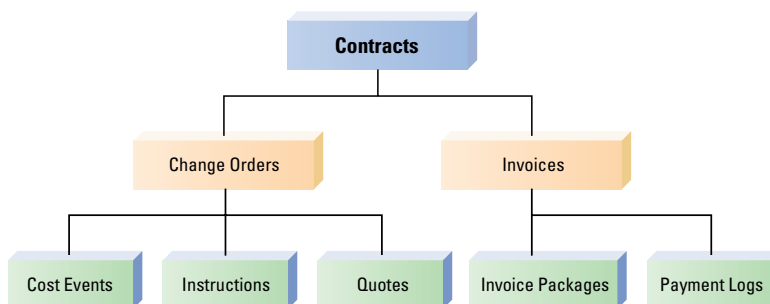 Contracts
Change Orders
Invoices
Cost Events
Instructions
Quotes
Invoice Packages
Payment Logs